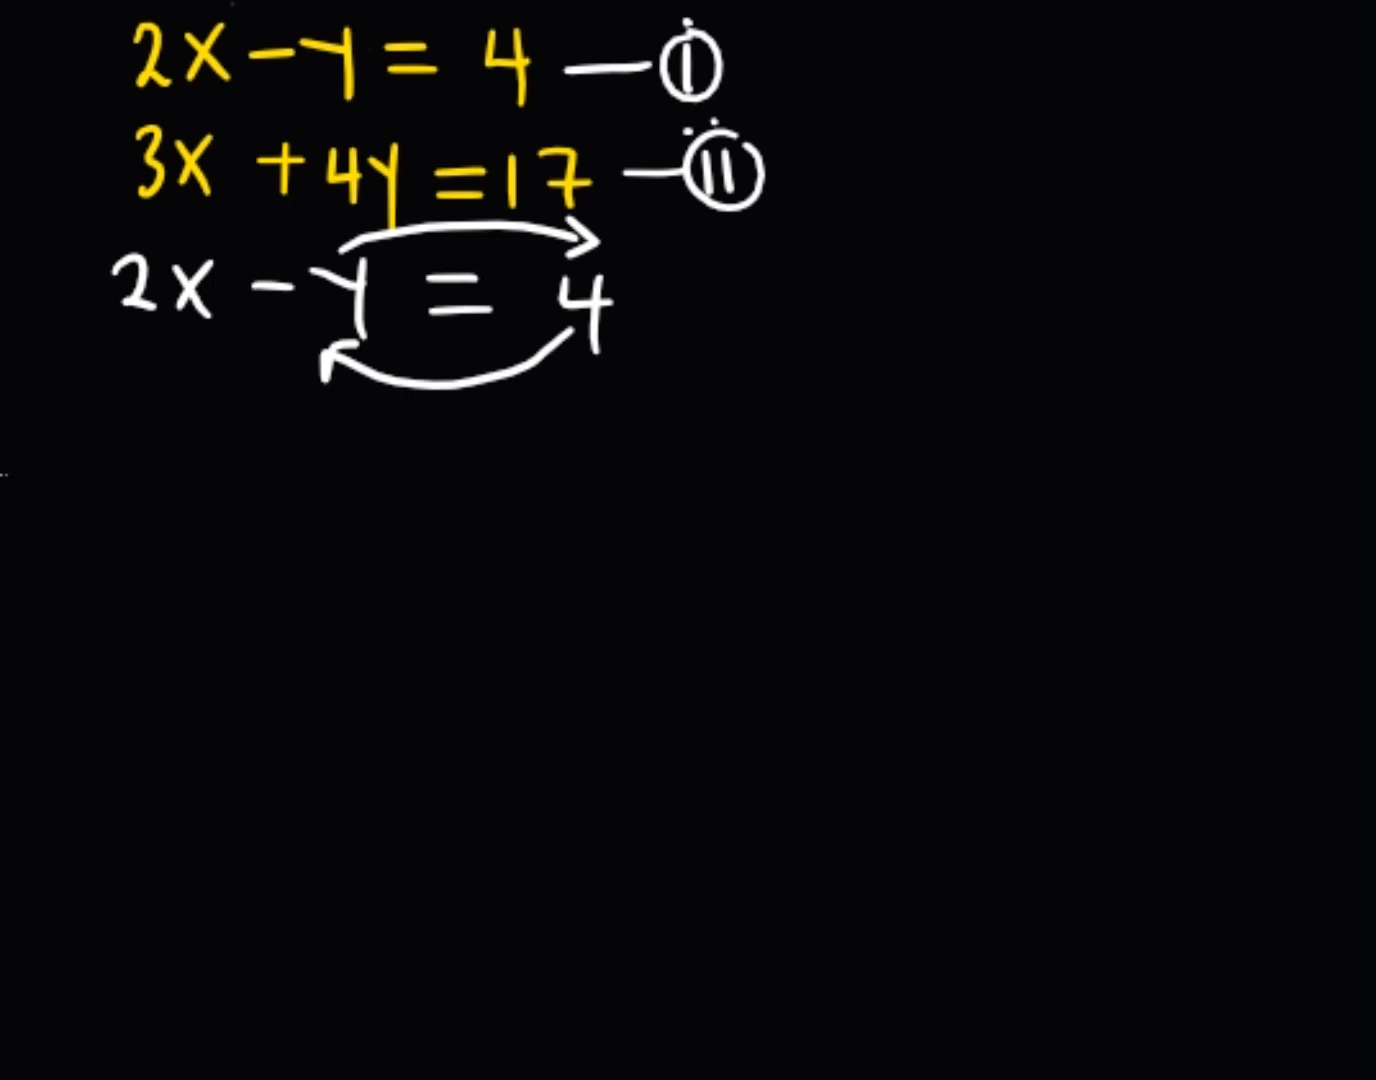 2x - y = 4 — (i)
3x + 4y = 17 — (ii)
2x - y = 4